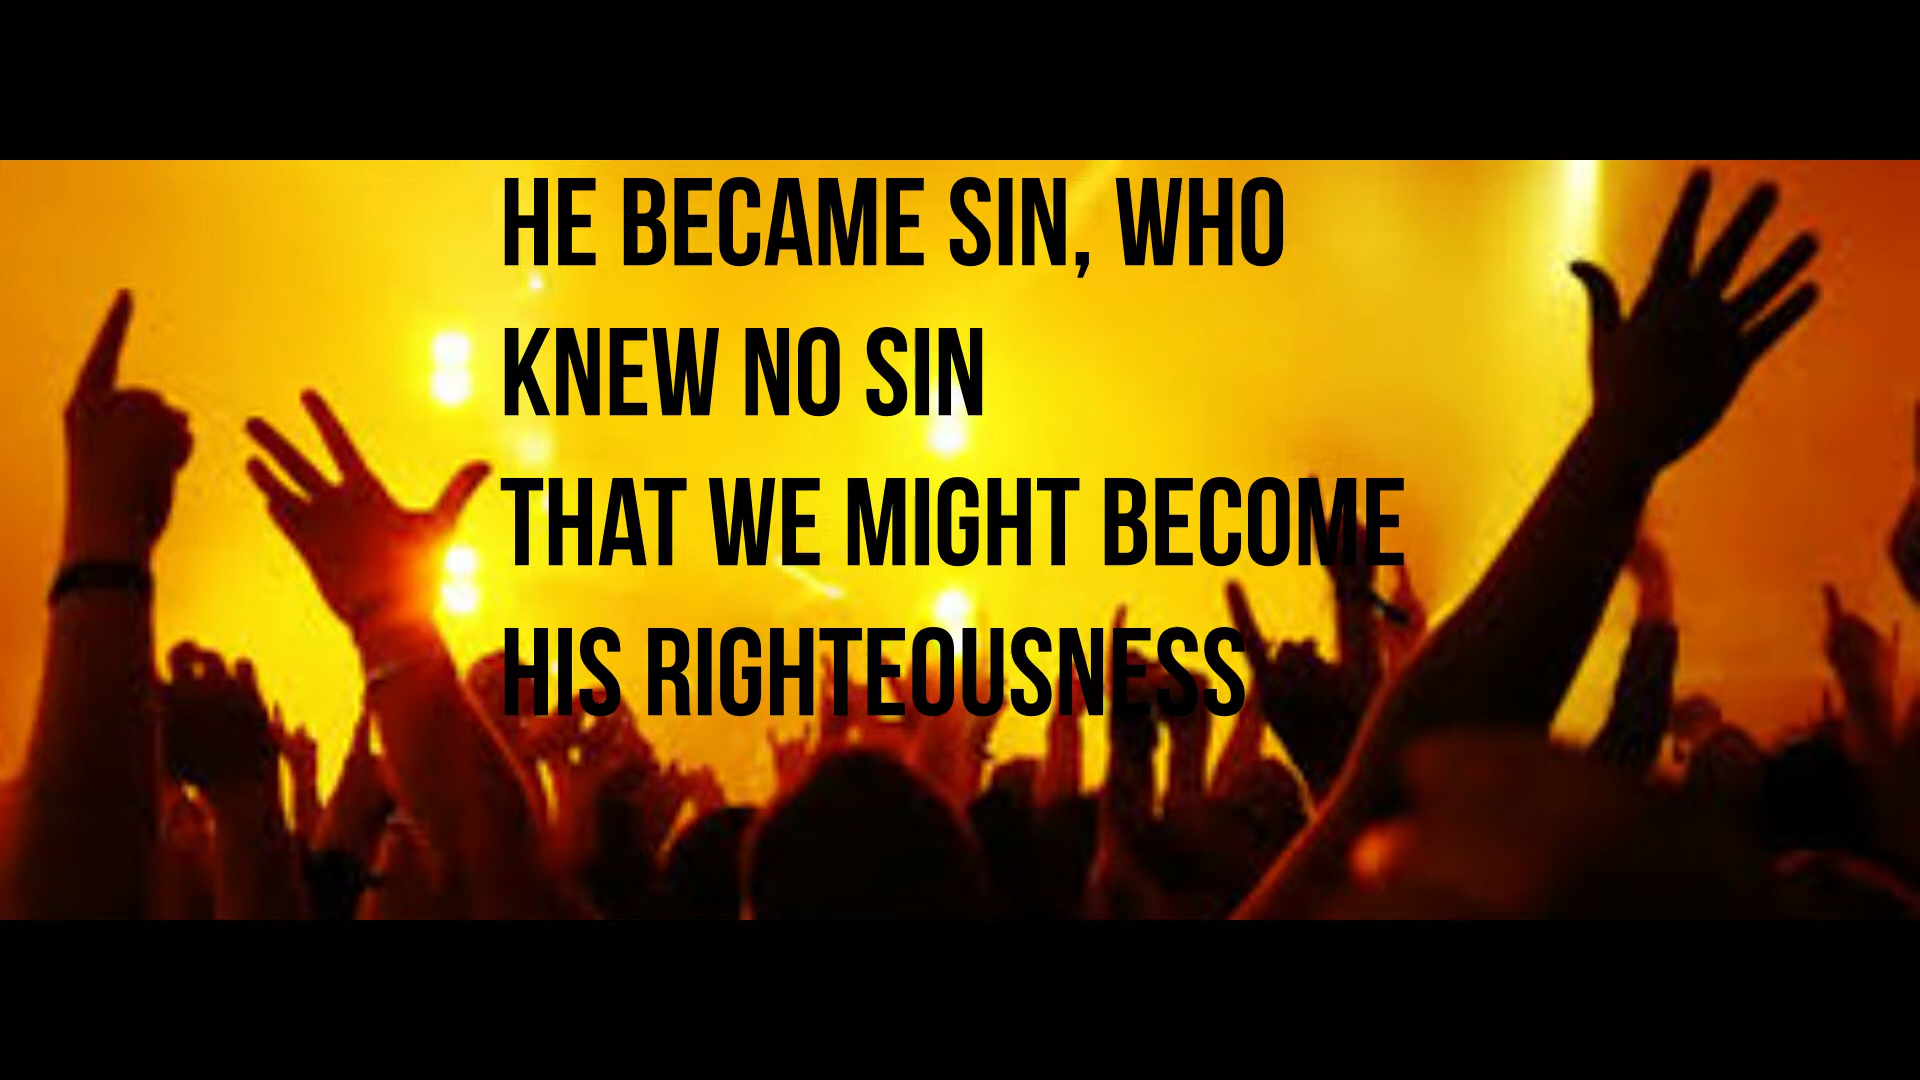 HE BECAME SIN, WHO
KNEW NO SIN
THAT WE MIGHT BECOME
HIS RIGHTEOUSNESS